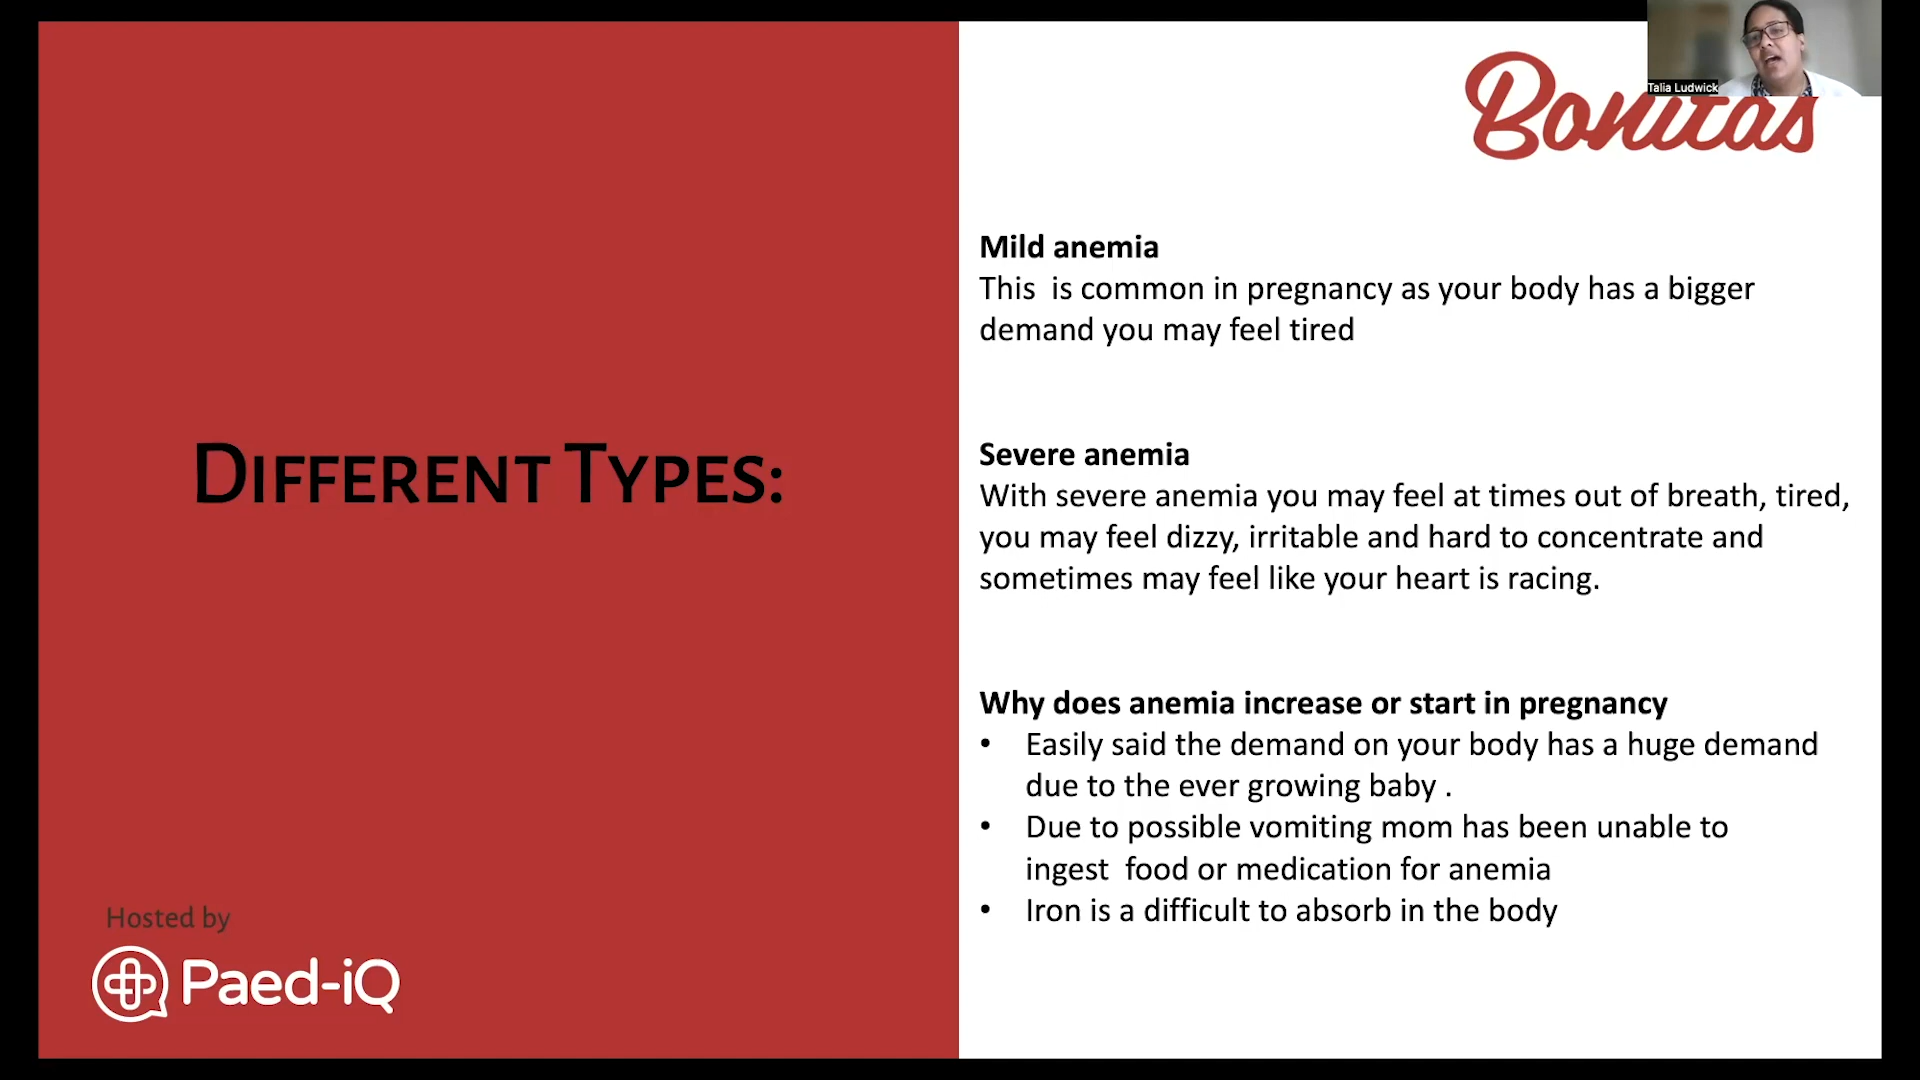 Talia Ludwick
Bonitas
Mild anemia
This  is common in pregnancy as your body has a bigger
demand you may feel tired
Severe anemia
With severe anemia you may feel at times out of breath, tired,
you may feel dizzy, irritable and hard to concentrate and
sometimes may feel like your heart is racing.
Why does anemia increase or start in pregnancy
• Easily said the demand on your body has a huge demand
due to the ever growing baby .
• Due to possible vomiting mom has been unable to
ingest  food or medication for anemia
• Iron is a difficult to absorb in the body
DIFFERENT TYPES:
Hosted by
Paed-iQ